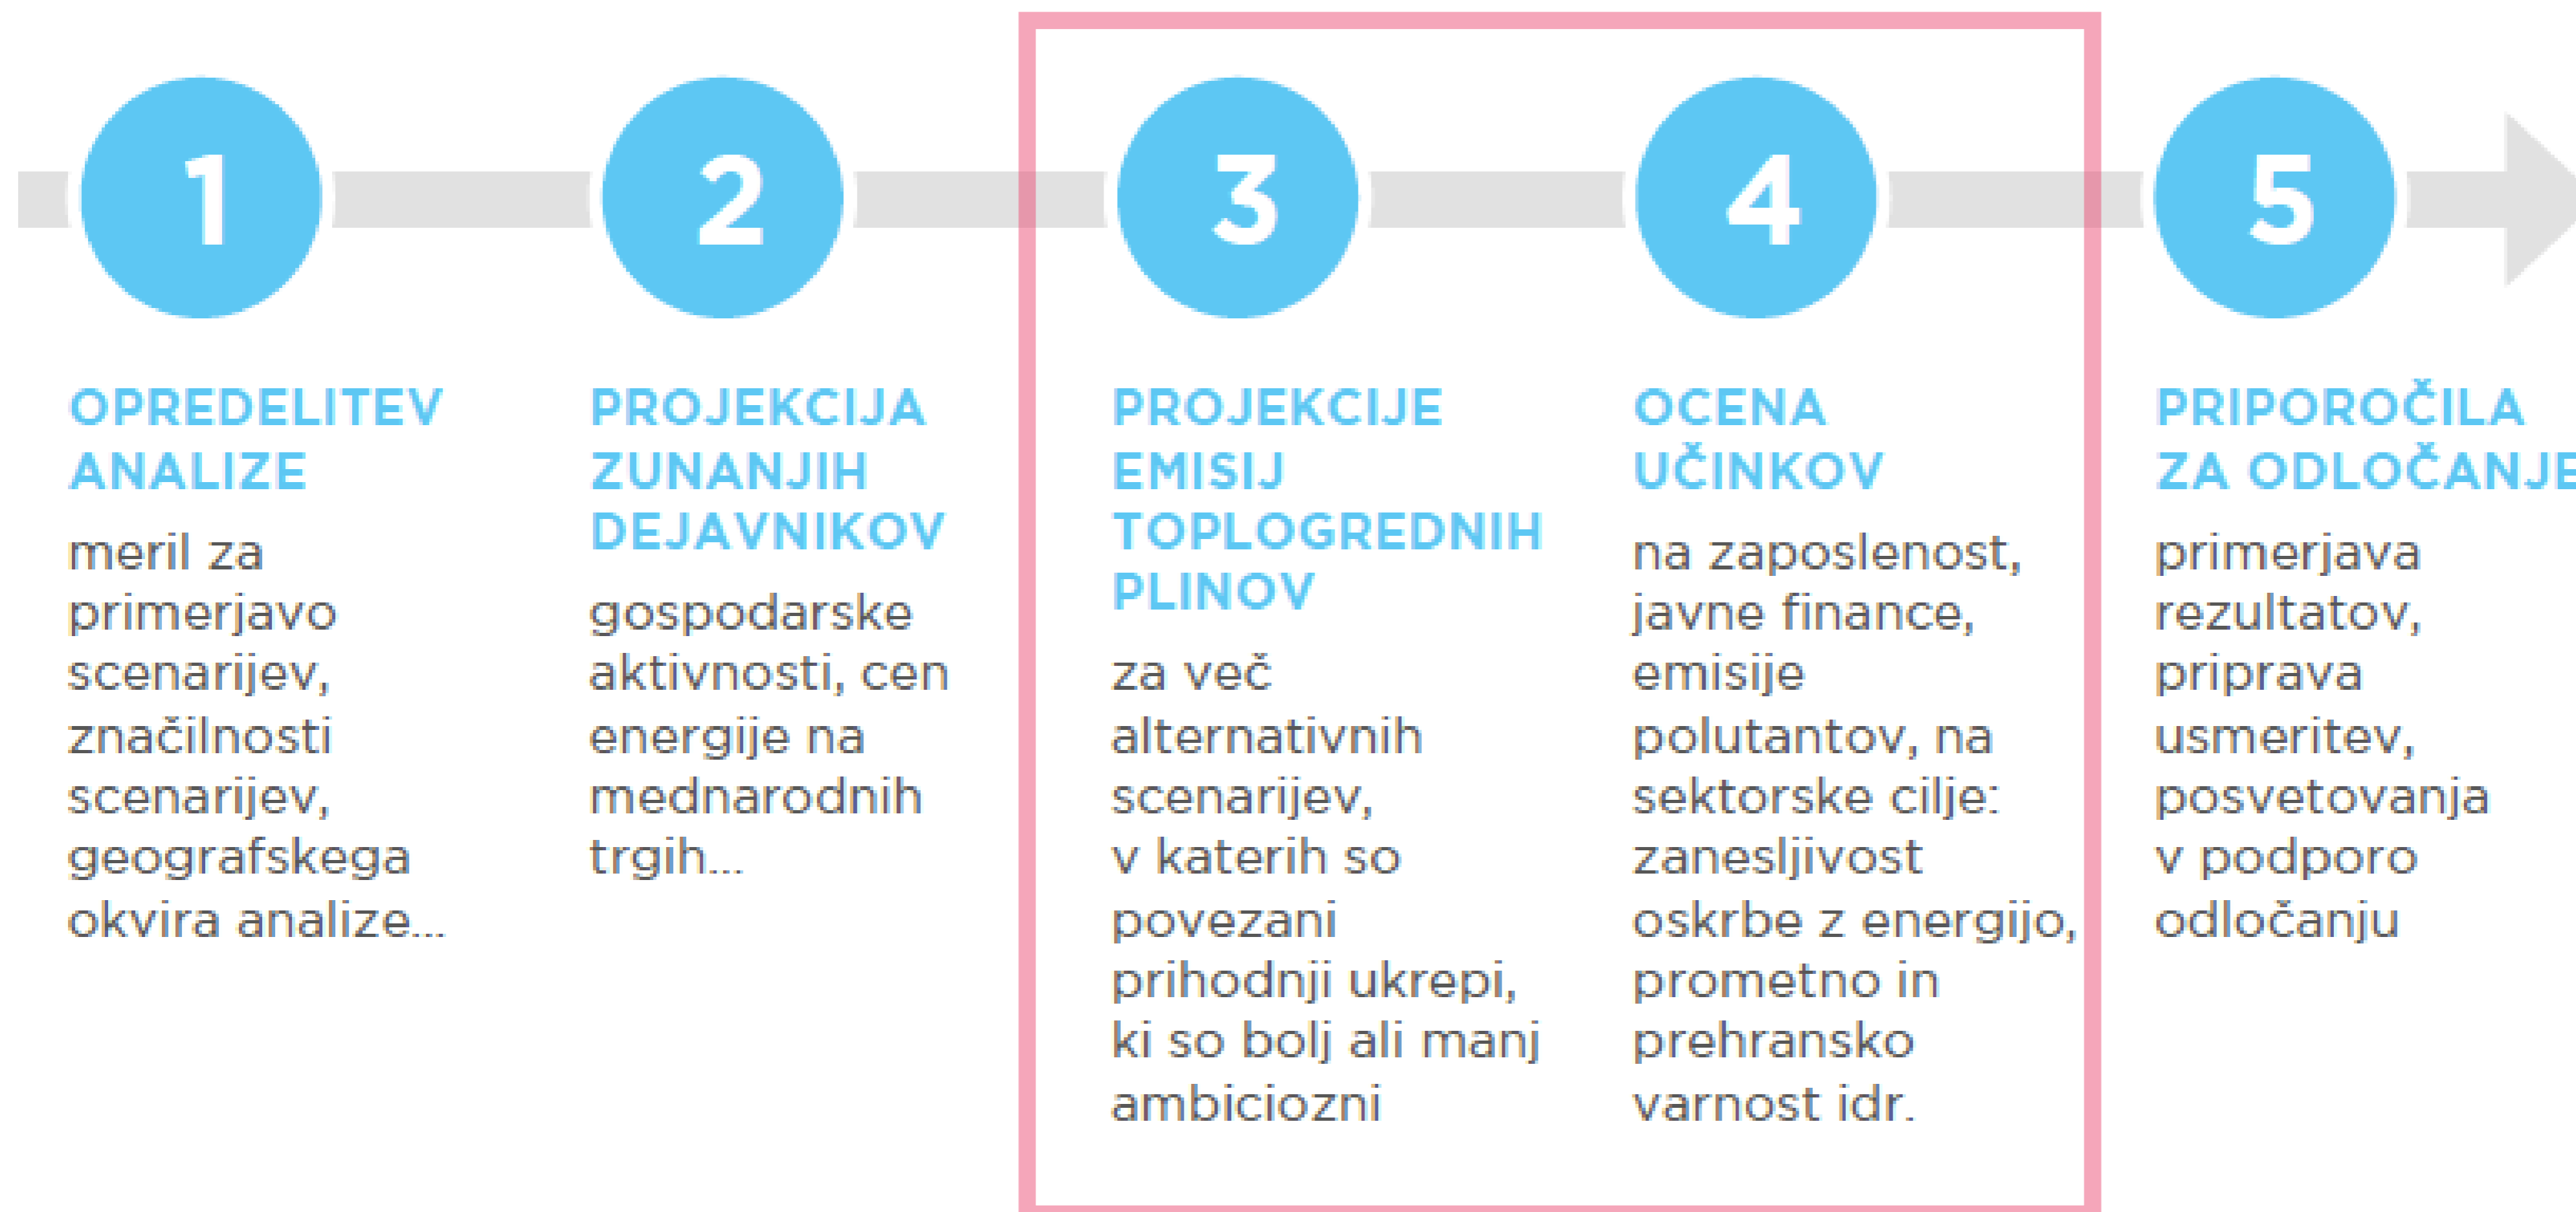 1
OPREDELITEV
ANALIZE
meril za
primerjavo
scenarijev,
značilnosti
scenarijev,
geografskega
okvira analize...
2
PROJEKCIJA
ZUNANJIH
DEJAVNIKOV
gospodarske
aktivnosti, cen
energije na
mednarodnih
trgih...
3
PROJEKCIJE
EMISIJ
TOPLOGREDNIH
PLINOV
za več
alternativnih
scenarijev,
v katerih so
povezani
prihodnji ukrepi,
ki so bolj ali manj
ambiciozni
4
OCENA
UČINKOV
na zaposlenost,
javne finance,
emisije
polutantov, na
sektorske cilje:
zanesljivost
oskrbe z energijo,
prometno in
prehransko
varnost idr.
5
PRIPOROČILA
ZA ODLOČANJE
primerjava
rezultatov,
priprava
usmeritev,
posvetovanja
v podporo
odločanju